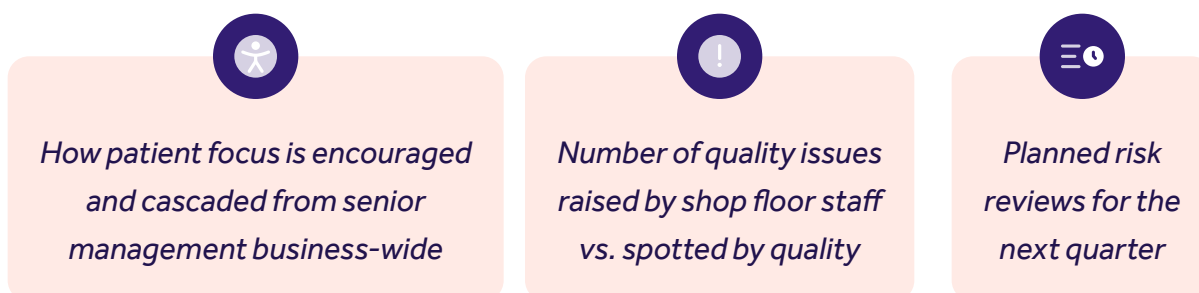 How patient focus is encouraged
and cascaded from senior
management business-wide
Number of quality issues
raised by shop floor staff
vs. spotted by quality
Planned risk
reviews for the
next quarter